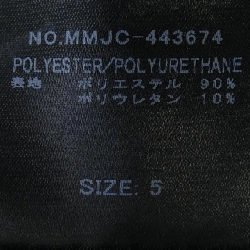 NO.MMJC-443674
POLYESTER/POLYURETHANE
表地 ポリエステル 90%
ポリウレタン 10%
SIZE: 5